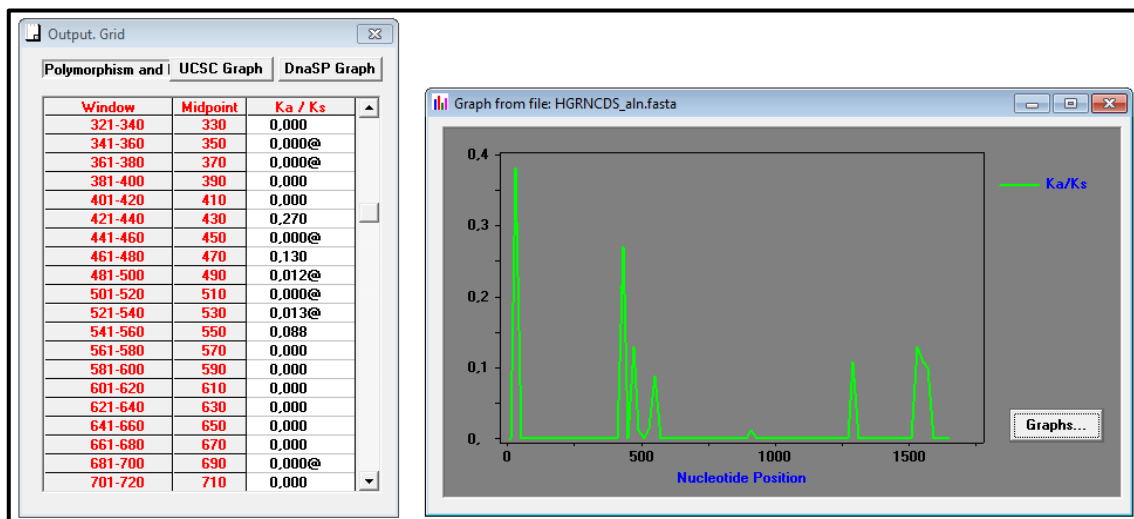 Output. Grid
Polymorphism and UCSC Graph DnaSP Graph
Window Midpoint Ka / Ks
321-340 330 0,000
341-360 350 0,000@
361-380 370 0,000@
381-400 390 0,000
401-420 410 0,000
421-440 430 0,270
441-460 450 0,000@
461-480 470 0,130
481-500 490 0,012@
501-520 510 0,000@
521-540 530 0,013@
541-560 550 0,088
561-580 570 0,000
581-600 590 0,000
601-620 610 0,000
621-640 630 0,000
641-660 650 0,000
661-680 670 0,000
681-700 690 0,000@
701-720 710 0,000
Graph from file: HGRNCDS_aln.fasta
0,4
0,3
0,2
0,1
0,
0 500 1000 1500
Nucleotide Position
Ka/Ks
Graphs...